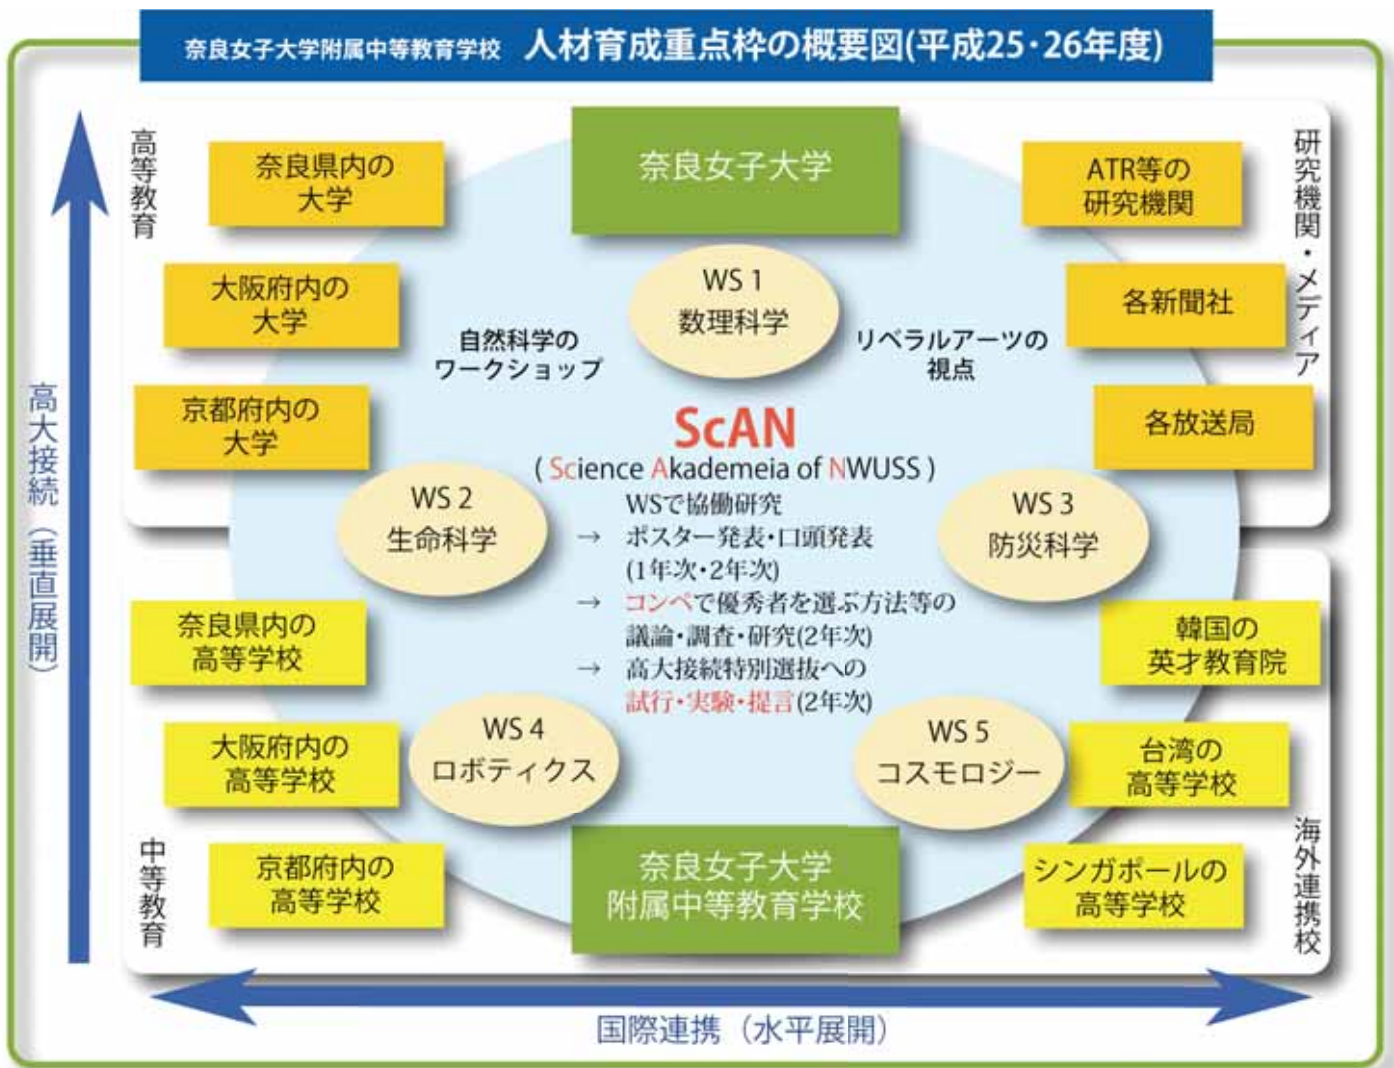 奈良女子大学附属中等教育学校 人材育成重点枠の概要図(平成25・26年度)
高等教育
奈良県内の
大学
大阪府内の
大学
京都府内の
大学
奈良女子大学
ATR等の
研究機関
各新聞社
各放送局
研究機関・メディア
高大接続（垂直展開）
自然科学の
ワークショップ
WS 1
数理科学
リベラルアーツの
視点
ScAN
( Science Akademeia of NWUSS )
WS 2
生命科学
WS 3
防災科学
WSで協働研究
→ ポスター発表・口頭発表
(1年次・2年次)
→ コンペで優秀者を選ぶ方法等の
議論・調査・研究(2年次)
→ 高大接続特別選抜への
試行・実験・提言(2年次)
WS 4
ロボティクス
WS 5
コスモロジー
奈良県内の
高等学校
大阪府内の
高等学校
京都府内の
高等学校
中等教育
奈良女子大学
附属中等教育学校
韓国の
英才教育院
台湾の
高等学校
シンガポールの
高等学校
海外連携校
国際連携（水平展開）